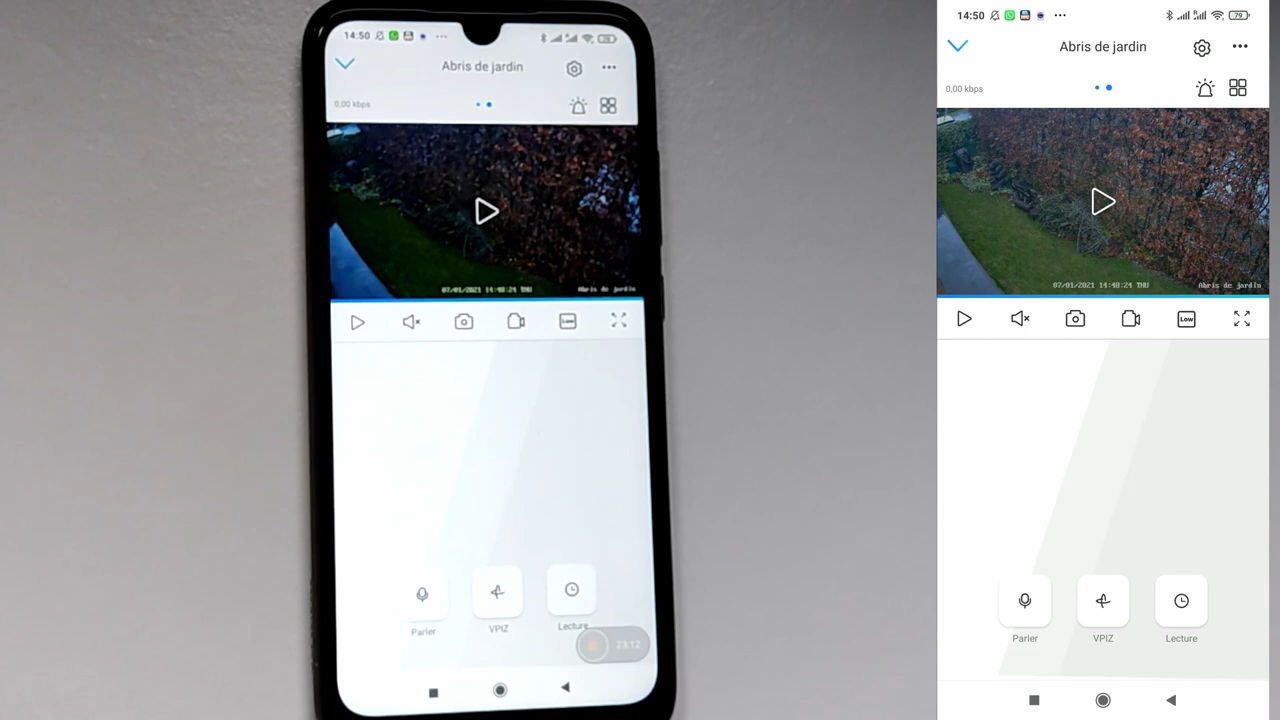 14:50
Abris de jardin
0,00 kbps
07/01/2021 14:48:24 THU
Abris de jardin
Low
Parler
VPIZ
Lecture
23:12
14:50
79
Abris de jardin
0,00 kbps
07/01/2021 14:48:24 THU
Abris de jardin
Low
Parler
VPIZ
Lecture